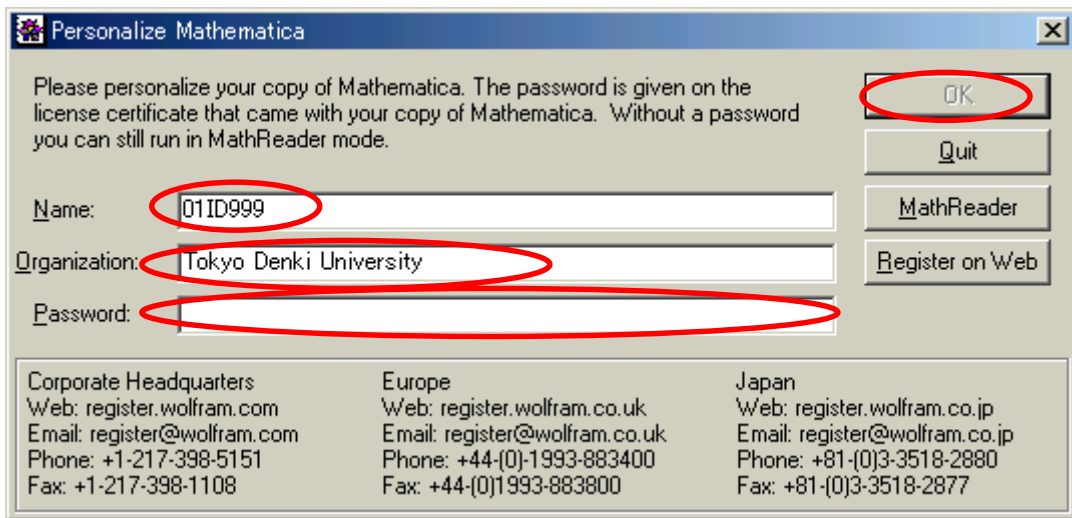 Personalize Mathematica
Please personalize your copy of Mathematica. The password is given on the
license certificate that came with your copy of Mathematica. Without a password
you can still run in MathReader mode.
OK
Quit
Name: 01ID999
MathReader
Organization: Tokyo Denki University
Register on Web
Password:
Corporate Headquarters
Web: register.wolfram.com
Email: register@wolfram.com
Phone: +1-217-398-5151
Fax: +1-217-398-1108
Europe
Web: register.wolfram.co.uk
Email: register@wolfram.co.uk
Phone: +44-(0)-1993-883400
Fax: +44-(0)1993-883800
Japan
Web: register.wolfram.co.jp
Email: register@wolfram.co.jp
Phone: +81-(0)3-3518-2880
Fax: +81-(0)3-3518-2877